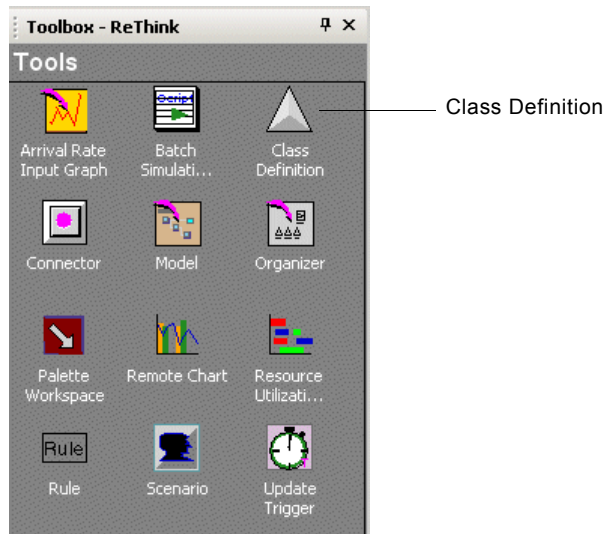 Toolbox - ReThink
Tools
Script
Class Definition
Arrival Rate
Input Graph
Batch
Simulati...
Class
Definition
Connector
Model
Organizer
Palette
Workspace
Remote Chart
Resource
Utilizati...
Rule
Rule
Scenario
Update
Trigger